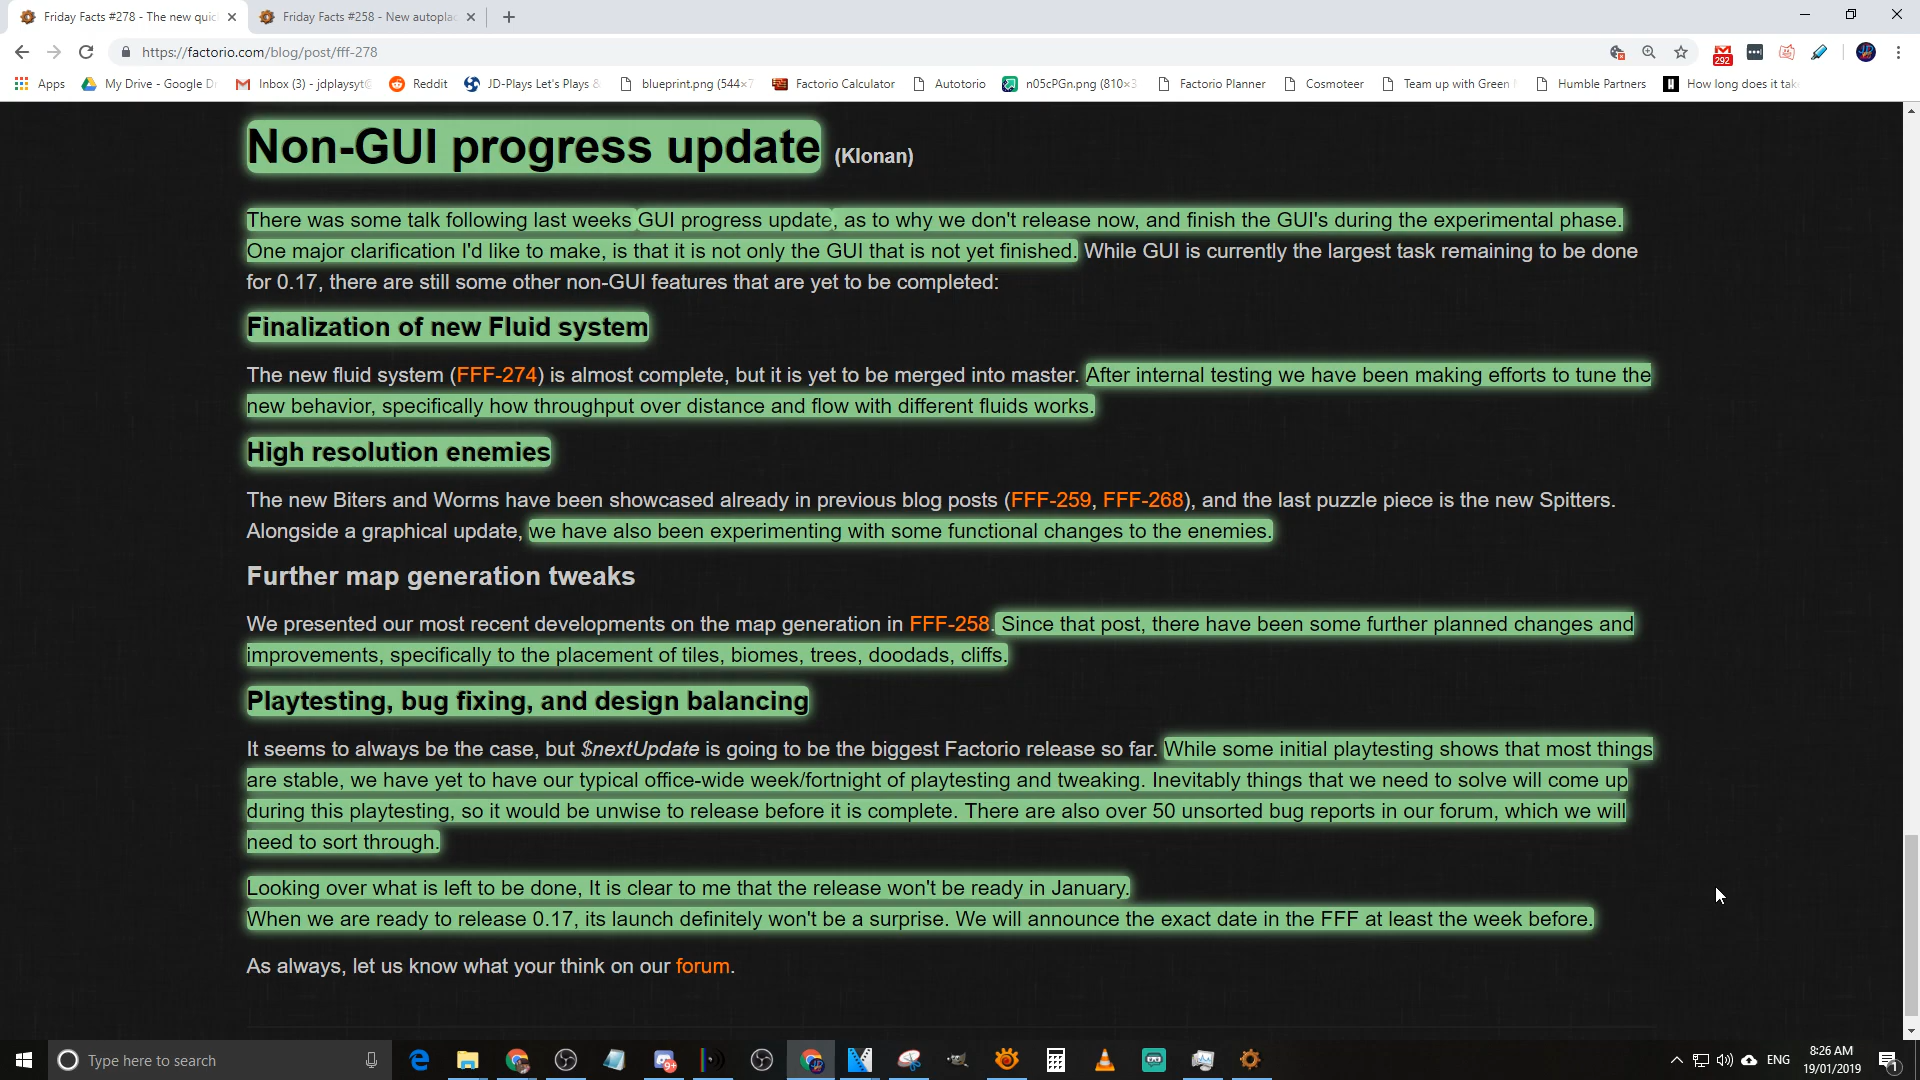 Friday Facts #278 - The new quic
Friday Facts #258 - New autopla
https://factorio.com/blog/post/fff-278
292
Apps
My Drive - Google Dr
Inbox (3) - jdplaysyt@
Reddit
JD-Plays Let's Plays &
blueprint.png (544×7
Factorio Calculator
Autotorio
n05cPGn.png (810×3
Factorio Planner
Cosmoteer
Team up with Green
Humble Partners
How long does it take
Non-GUI progress update (Klonan)
There was some talk following last weeks GUI progress update, as to why we don't release now, and finish the GUI's during the experimental phase.
One major clarification I'd like to make, is that it is not only the GUI that is not yet finished. While GUI is currently the largest task remaining to be done
for 0.17, there are still some other non-GUI features that are yet to be completed:
Finalization of new Fluid system
The new fluid system (FFF-274) is almost complete, but it is yet to be merged into master. After internal testing we have been making efforts to tune the
new behavior, specifically how throughput over distance and flow with different fluids works.
High resolution enemies
The new Biters and Worms have been showcased already in previous blog posts (FFF-259, FFF-268), and the last puzzle piece is the new Spitters.
Alongside a graphical update, we have also been experimenting with some functional changes to the enemies.
Further map generation tweaks
We presented our most recent developments on the map generation in FFF-258. Since that post, there have been some further planned changes and
improvements, specifically to the placement of tiles, biomes, trees, doodads, cliffs.
Playtesting, bug fixing, and design balancing
It seems to always be the case, but $nextUpdate is going to be the biggest Factorio release so far. While some initial playtesting shows that most things
are stable, we have yet to have our typical office-wide week/fortnight of playtesting and tweaking. Inevitably things that we need to solve will come up
during this playtesting, so it would be unwise to release before it is complete. There are also over 50 unsorted bug reports in our forum, which we will
need to sort through.
Looking over what is left to be done, It is clear to me that the release won't be ready in January.
When we are ready to release 0.17, its launch definitely won't be a surprise. We will announce the exact date in the FFF at least the week before.
As always, let us know what your think on our forum.
Type here to search
ENG
8:26 AM
19/01/2019
1